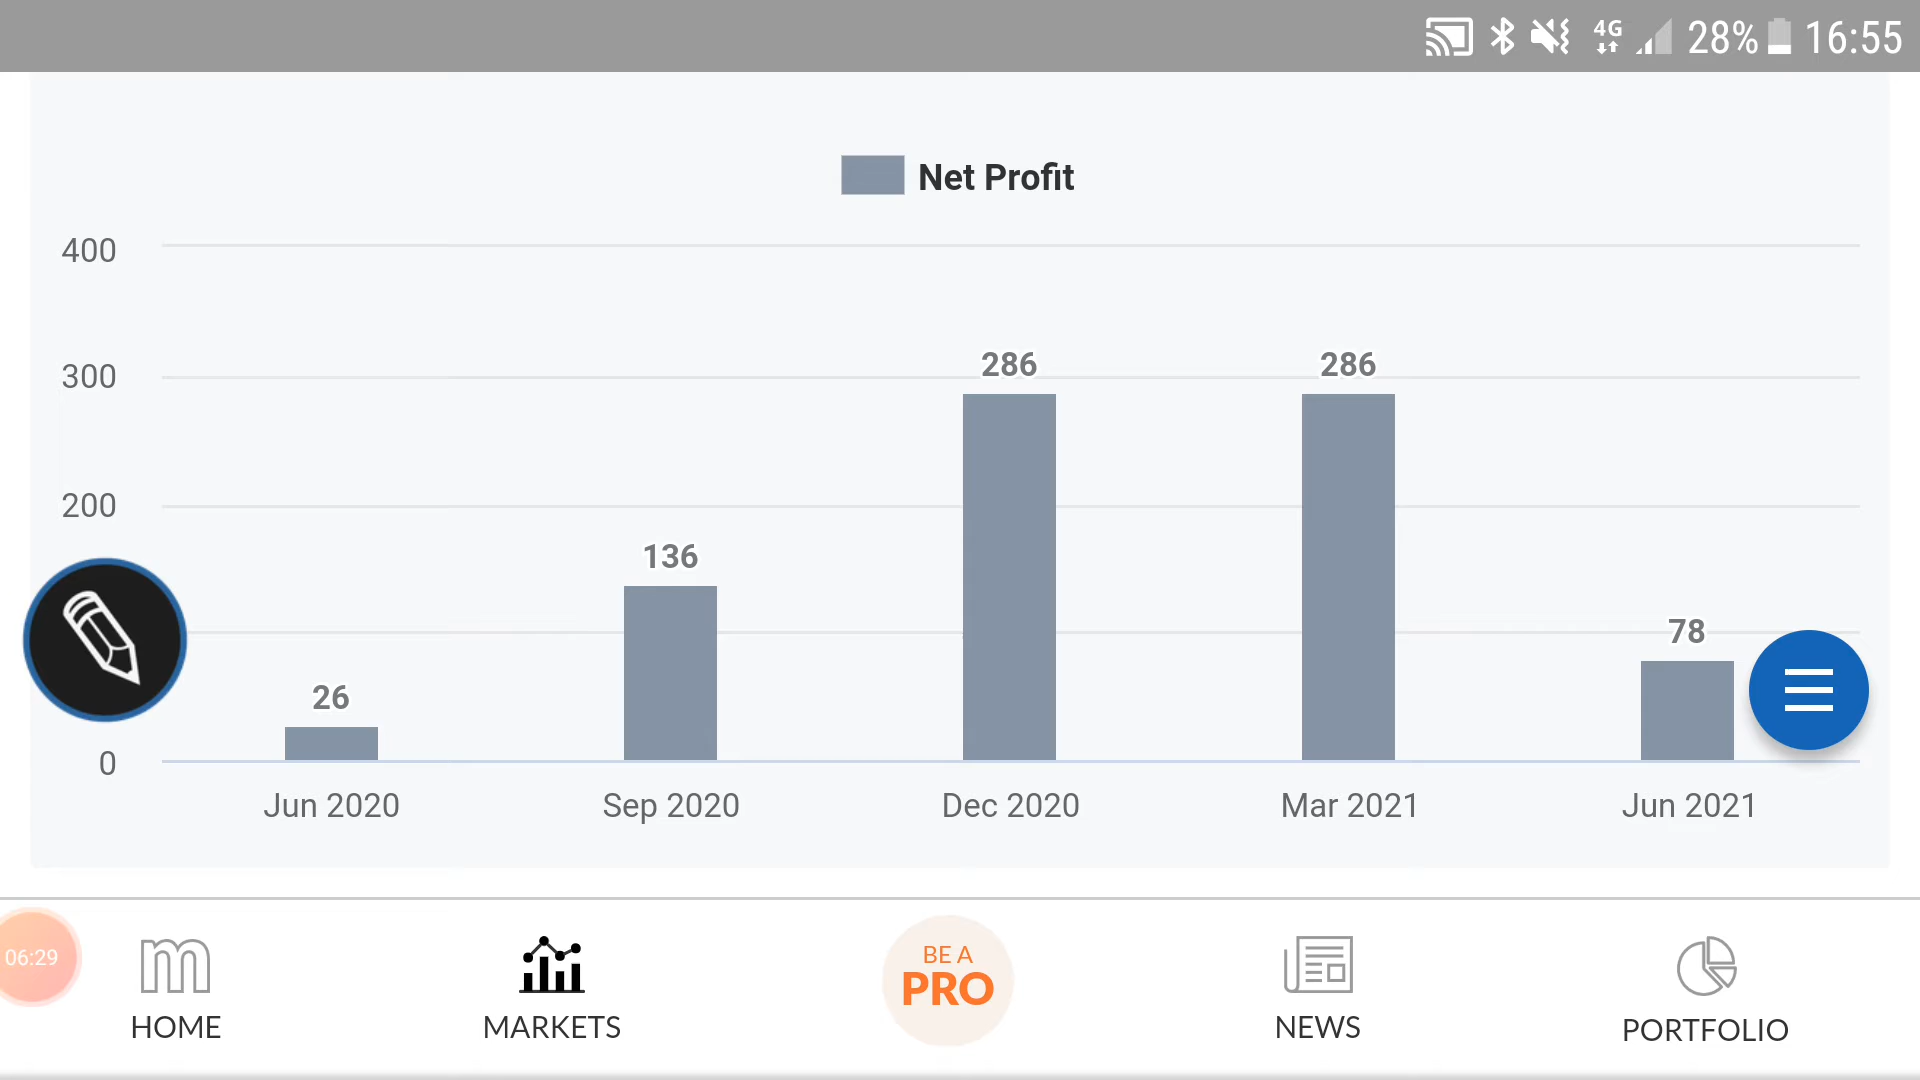 4G 28% 16:55
Net Profit
400
300
200
0
26
136
286
286
78
Jun 2020 Sep 2020 Dec 2020 Mar 2021 Jun 2021
06:29
m
HOME
MARKETS
BE A
PRO
NEWS
PORTFOLIO